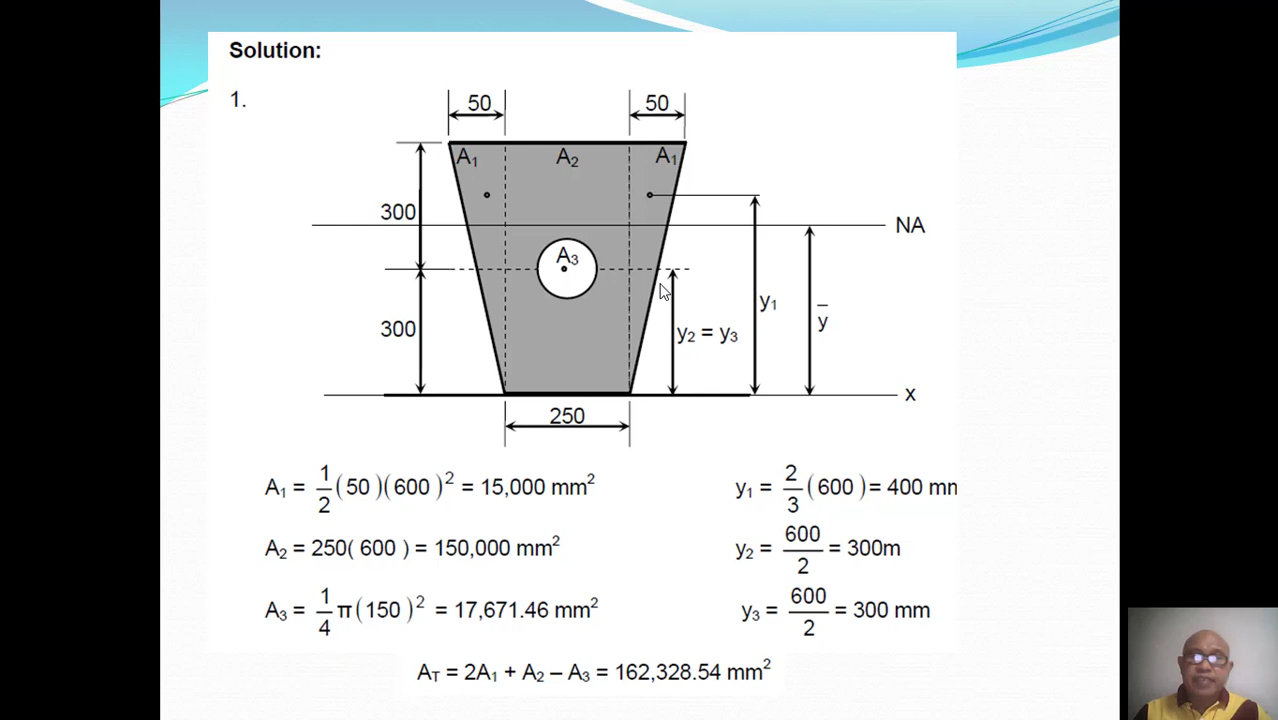 Solution:
1.
50 50
A₁ A₂ A₁
300
NA
A₃
y₁
y̅
300
y₂ = y₃
x
250
A₁ = 1/2 (50)(600)² = 15,000 mm²
y₁ = 2/3 (600) = 400 mm
A₂ = 250( 600 ) = 150,000 mm²
y₂ = 600/2 = 300m
A₃ = 1/4 π(150)² = 17,671.46 mm²
y₃ = 600/2 = 300 mm
A_T = 2A₁ + A₂ – A₃ = 162,328.54 mm²